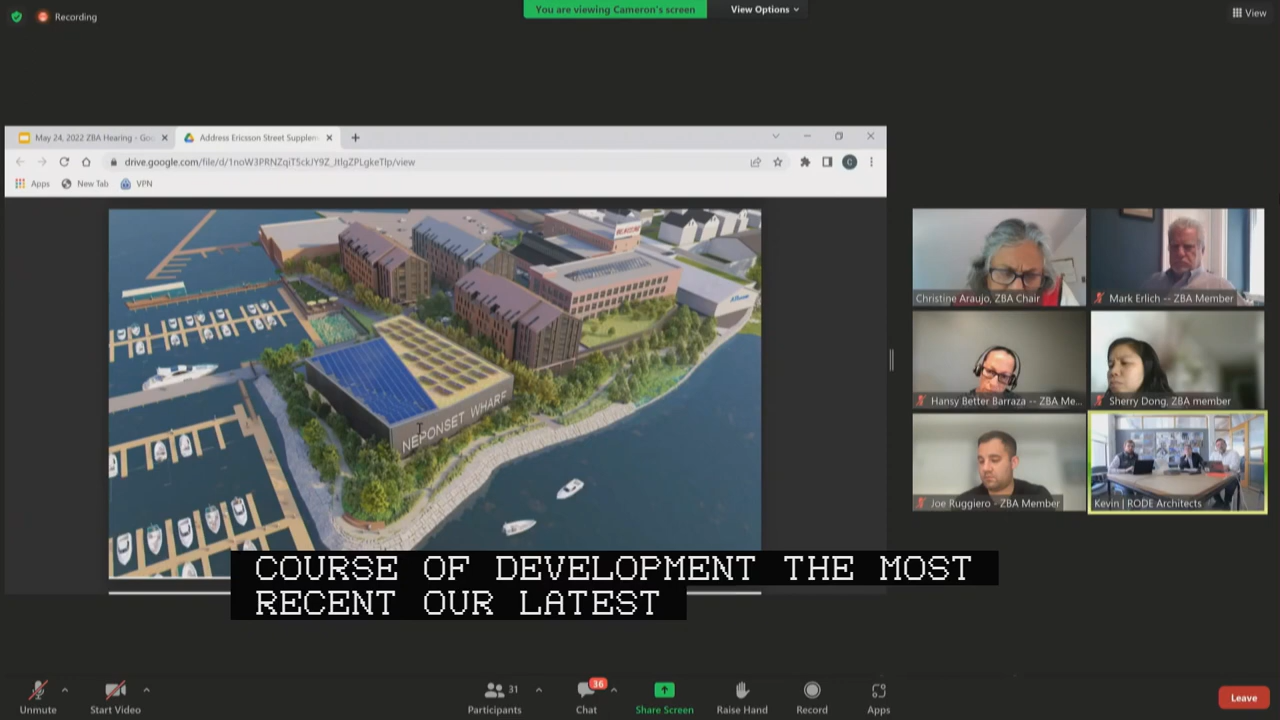 Recording
You are viewing Cameron's screen
View Options
View
May 24, 2022 ZBA Hearing - Goo
Address Ericsson Street Supplem
drive.google.com/file/d/1noW3PRNZqiT5ckJY9Z_JtlgZPLgkeTlp/view
C
Apps
New Tab
VPN
NEPONSET WHARF
Christine Araujo, ZBA Chair
Mark Erlich -- ZBA Member
Hansy Better Barraza -- ZBA Me...
Sherry Dong, ZBA member
Joe Ruggiero - ZBA Member
Kevin | RODE Architects
COURSE OF DEVELOPMENT THE MOST
RECENT OUR LATEST
Unmute
Start Video
Participants
31
Chat
36
Share Screen
Raise Hand
Record
Apps
Leave